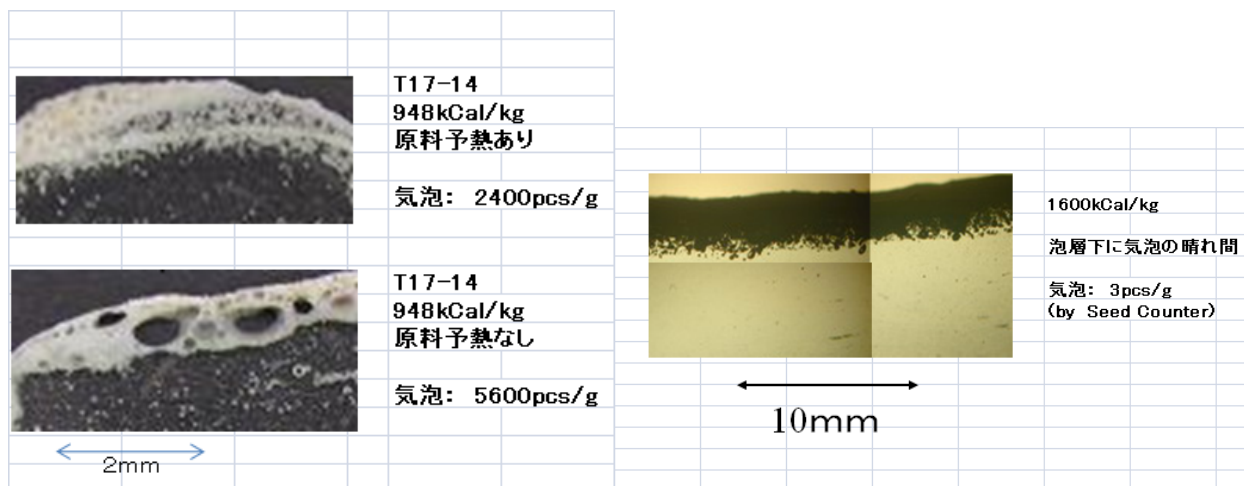 T17-14
948kCal/kg
原料予熱あり
気泡: 2400pcs/g
T17-14
948kCal/kg
原料予熱なし
気泡: 5600pcs/g
2mm
1600kCal/kg
泡層下に気泡の晴れ間
気泡: 3pcs/g
(by Seed Counter)
10mm